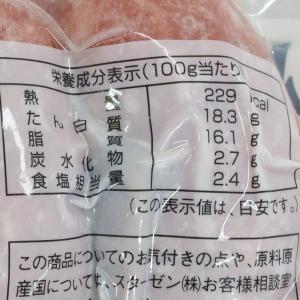 栄養成分表示(100g当たり)
熱量 229 kcal
たんぱく質 18.3 g
脂質 16.1 g
炭水化物 2.7 g
食塩相当量 2.4 g
(この表示値は、目安です。)
この商品についてのお気付きの点や、原料原
産国については、スターゼン(株)お客様相談室